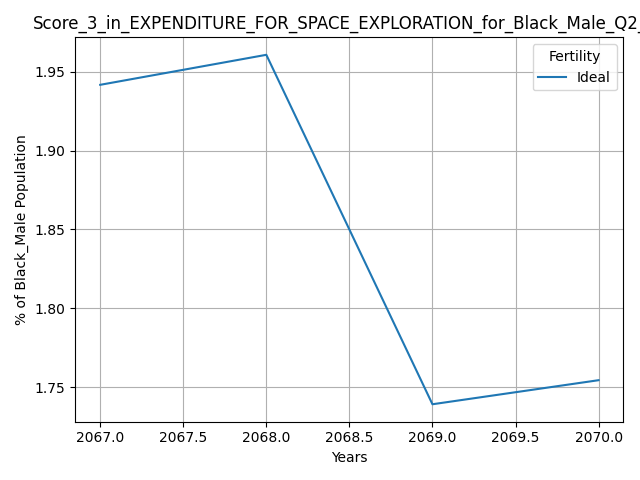 Score_3_in_EXPENDITURE_FOR_SPACE_EXPLORATION_for_Black_Male_Q2_
Fertility
Ideal
% of Black_Male Population
1.95
1.90
1.85
1.80
1.75
2067.0 2067.5 2068.0 2068.5 2069.0 2069.5 2070.0
Years